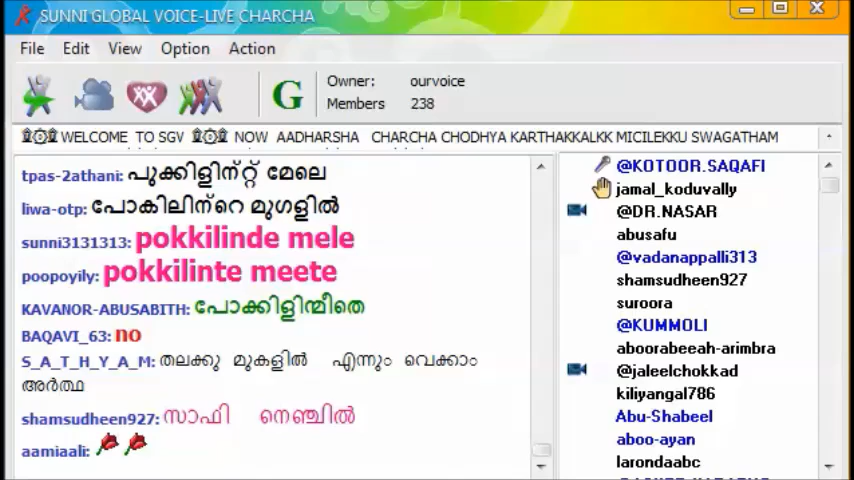 SUNNI GLOBAL VOICE-LIVE CHARCHA
File Edit View Option Action
G
Owner: ourvoice
Members 238
WELCOME TO SGV NOW AADHARSHA CHARCHA CHODHYA KARTHAKKALKK MICILEKKU SWAGATHAM
tpas-2athani: പുക്കിളിന്റ്റ് മേലെ
liwa-otp: പോകിലിന്റെ മുഗളിൽ
sunni3131313: pokkilinde mele
poopoyily: pokkilinte meete
KAVANOR-ABUSABITH: പോക്കിളിന്മീതെ
BAQAVI_63: no
S_A_T_H_Y_A_M: തലക്കു മുകളിൽ എന്നും വെക്കാം
അർത്ഥ
shamsudheen927: സാഫി നെഞ്ചിൽ
aamiaali:
@KOTOOR.SAQAFI
jamal_koduvally
@DR.NASAR
abusafu
@vadanappalli313
shamsudheen927
suroora
@KUMMOLI
aboorabeeah-arimbra
@jaleelchokkad
kiliyangal786
Abu-Shabeel
aboo-ayan
larondaabc